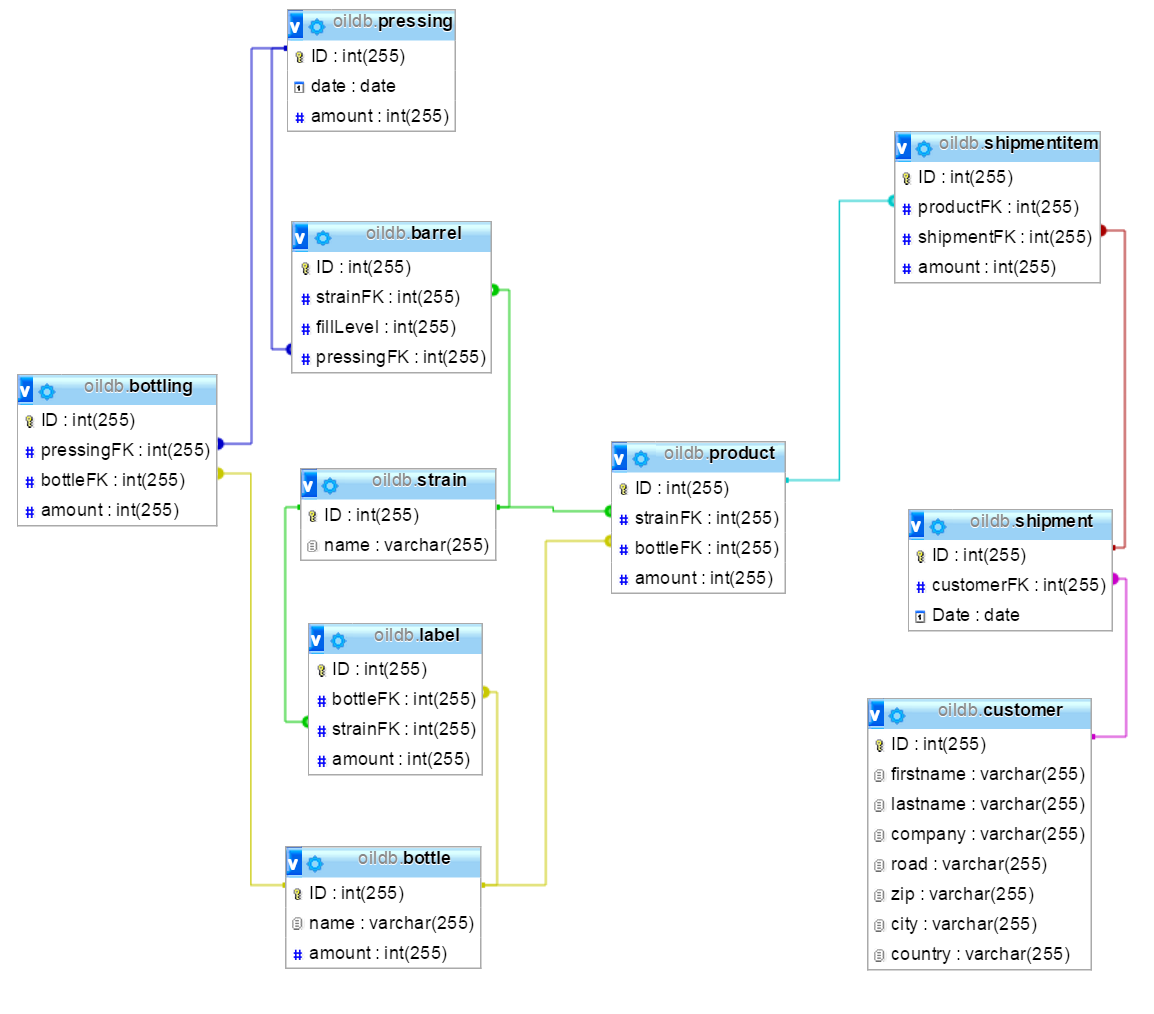 oildb.pressing
ID : int(255)
date : date
amount : int(255)
oildb.barrel
ID : int(255)
strainFK : int(255)
fillLevel : int(255)
pressingFK : int(255)
oildb.bottling
ID : int(255)
pressingFK : int(255)
bottleFK : int(255)
amount : int(255)
oildb.strain
ID : int(255)
name : varchar(255)
oildb.label
ID : int(255)
bottleFK : int(255)
strainFK : int(255)
amount : int(255)
oildb.bottle
ID : int(255)
name : varchar(255)
amount : int(255)
oildb.product
ID : int(255)
strainFK : int(255)
bottleFK : int(255)
amount : int(255)
oildb.shipmentitem
ID : int(255)
productFK : int(255)
shipmentFK : int(255)
amount : int(255)
oildb.shipment
ID : int(255)
customerFK : int(255)
Date : date
oildb.customer
ID : int(255)
firstname : varchar(255)
lastname : varchar(255)
company : varchar(255)
road : varchar(255)
zip : varchar(255)
city : varchar(255)
country : varchar(255)